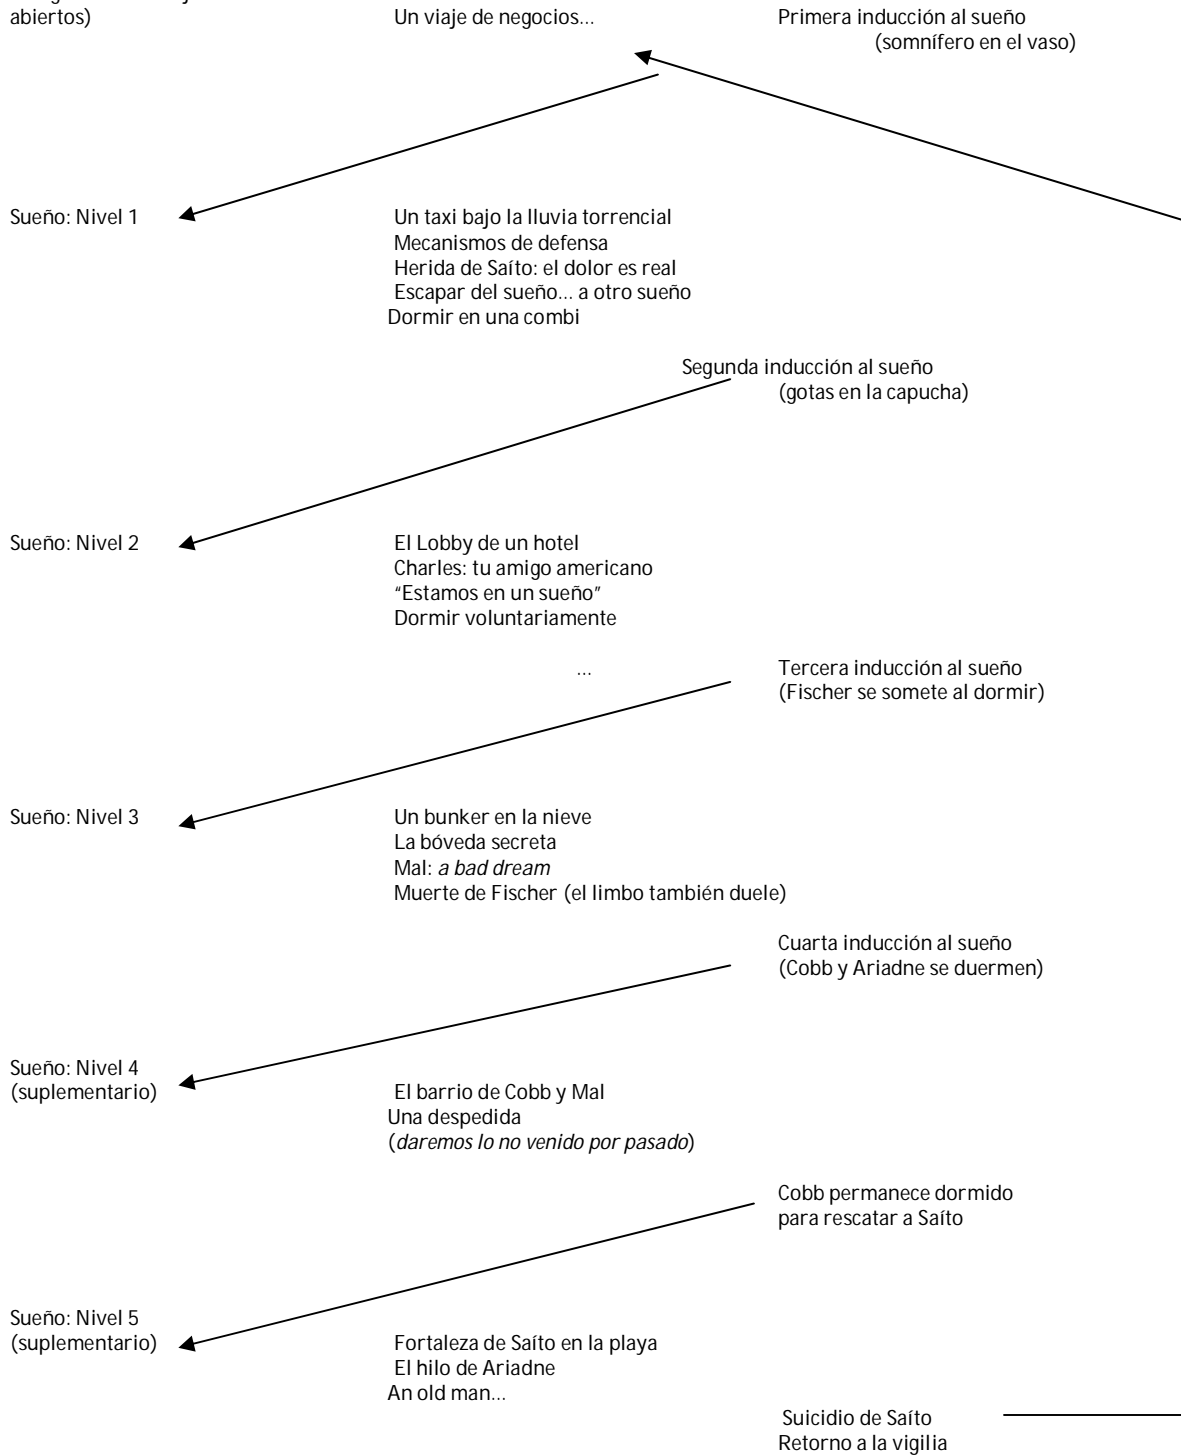 abiertos)
Un viaje de negocios...
Primera inducción al sueño
(somnífero en el vaso)
Sueño: Nivel 1
Un taxi bajo la lluvia torrencial
Mecanismos de defensa
Herida de Saíto: el dolor es real
Escapar del sueño... a otro sueño
Dormir en una combi
Segunda inducción al sueño
(gotas en la capucha)
Sueño: Nivel 2
El Lobby de un hotel
Charles: tu amigo americano
“Estamos en un sueño”
Dormir voluntariamente
...
Tercera inducción al sueño
(Fischer se somete al dormir)
Sueño: Nivel 3
Un bunker en la nieve
La bóveda secreta
Mal: a bad dream
Muerte de Fischer (el limbo también duele)
Cuarta inducción al sueño
(Cobb y Ariadne se duermen)
Sueño: Nivel 4
(suplementario)
El barrio de Cobb y Mal
Una despedida
(daremos lo no venido por pasado)
Cobb permanece dormido
para rescatar a Saíto
Sueño: Nivel 5
(suplementario)
Fortaleza de Saíto en la playa
El hilo de Ariadne
An old man...
Suicidio de Saíto
Retorno a la vigilia